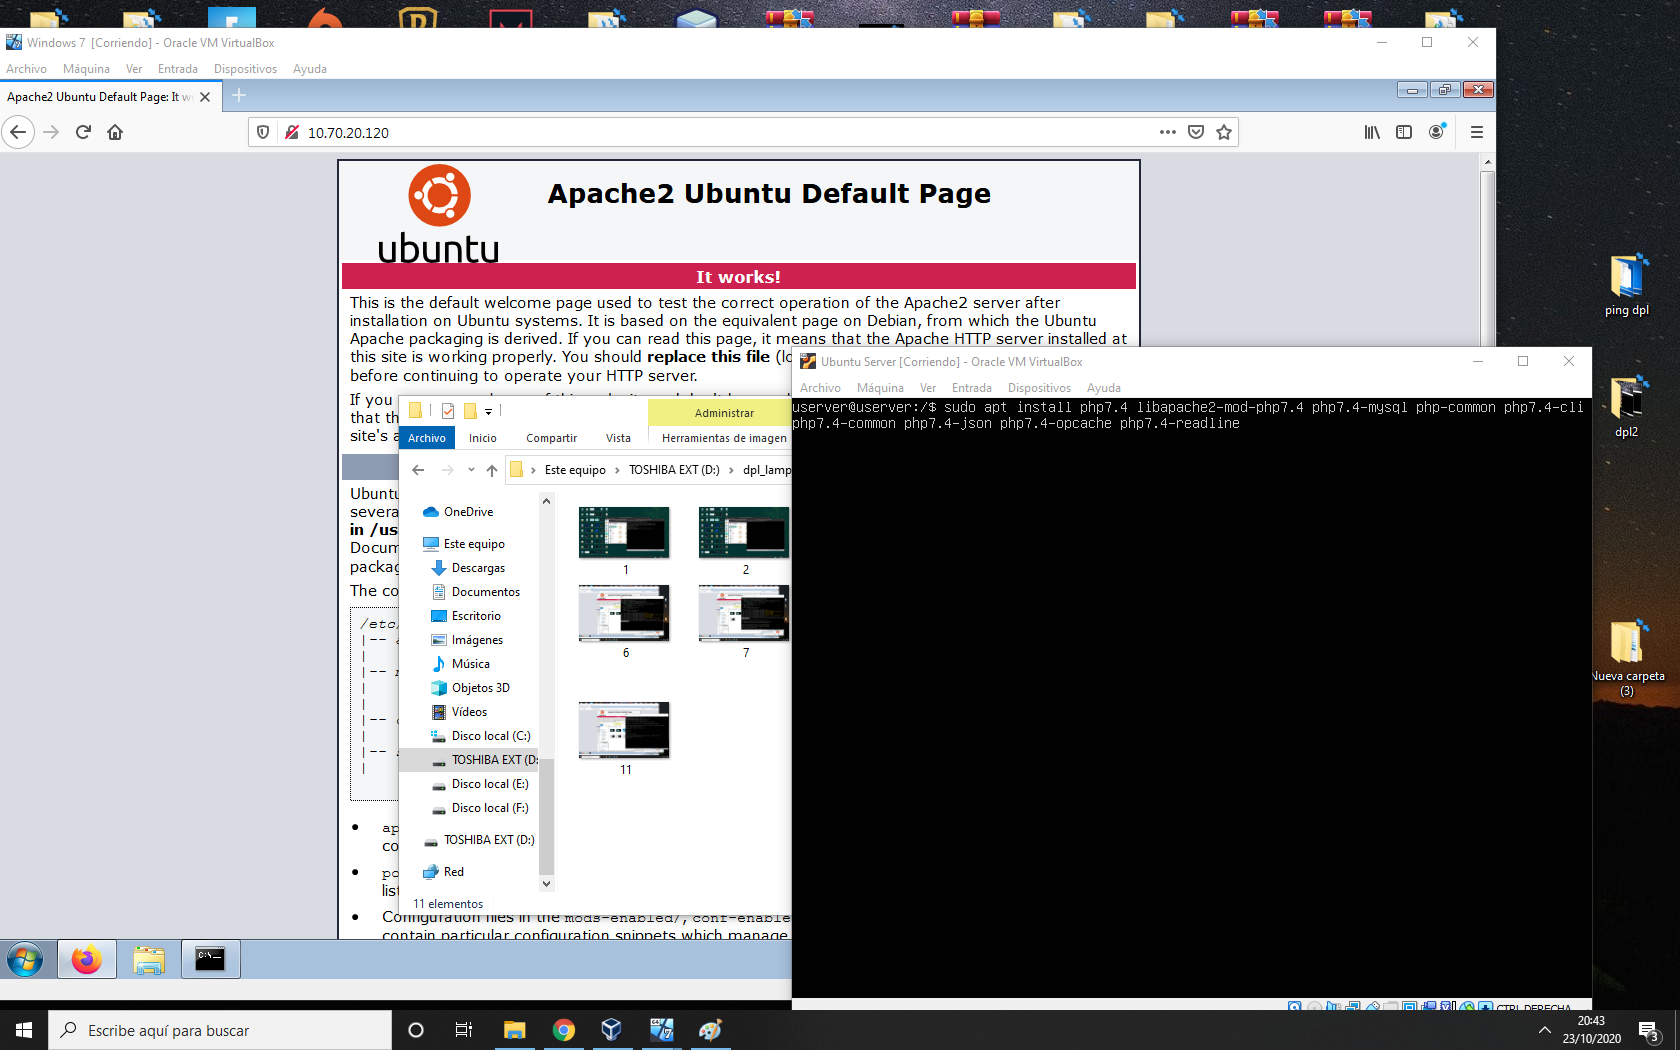 Windows 7 [Corriendo] - Oracle VM VirtualBox
Archivo Máquina Ver Entrada Dispositivos Ayuda
Apache2 Ubuntu Default Page: It w
10.70.20.120
ubuntu
Apache2 Ubuntu Default Page
It works!
This is the default welcome page used to test the correct operation of the Apache2 server after
installation on Ubuntu systems. It is based on the equivalent page on Debian, from which the Ubuntu
Apache packaging is derived. If you can read this page, it means that the Apache HTTP server installed at
this site is working properly. You should replace this file (lo
before continuing to operate your HTTP server.
If you
that th
site's a
Ubuntu
severa
in /us
Docum
packag
The co
/etc/
|--
|
|--
|
|
|--
|
|--
|
ap
co
po
list
Configuration files in the mods-enabled/, conf-enable
contain particular configuration snippets which manage
Administrar
Archivo Inicio Compartir Vista Herramientas de imagen
Este equipo › TOSHIBA EXT (D:) › dpl_lamp
OneDrive
Este equipo
Descargas
Documentos
Escritorio
Imágenes
Música
Objetos 3D
Vídeos
Disco local (C:)
TOSHIBA EXT (D:
Disco local (E:)
Disco local (F:)
TOSHIBA EXT (D:)
Red
1
2
6
7
11
11 elementos
Ubuntu Server [Corriendo] - Oracle VM VirtualBox
Archivo Máquina Ver Entrada Dispositivos Ayuda
userver@userver:/$ sudo apt install php7.4 libapache2-mod-php7.4 php7.4-mysql php-common php7.4-cli
php7.4-common php7.4-json php7.4-opcache php7.4-readline
CTRL DERECHA
ping dpl
dpl2
Nueva carpeta
(3)
C:\_
Escribe aquí para buscar
64
7
20:43
23/10/2020
3